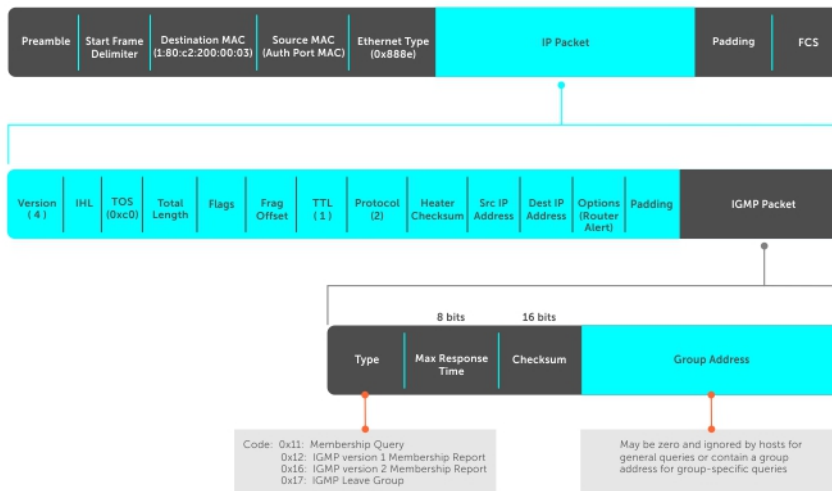 Preamble
Start Frame
Delimiter
Destination MAC
(1:80:c2:200:00:03)
Source MAC
(Auth Port MAC)
Ethernet Type
(0x888e)
IP Packet
Padding
FCS
Version
( 4 )
IHL
TOS
(0xc0)
Total
Length
Flags
Frag
Offset
TTL
( 1 )
Protocol
(2)
Heater
Checksum
Src IP
Address
Dest IP
Address
Options
(Router
Alert)
Padding
IGMP Packet
8 bits
16 bits
Type
Max Response
Time
Checksum
Group Address
Code: 0x11: Membership Query
0x12: IGMP version 1 Membership Report
0x16: IGMP version 2 Membership Report
0x17: IGMP Leave Group
May be zero and ignored by hosts for
general queries or contain a group
address for group-specific queries